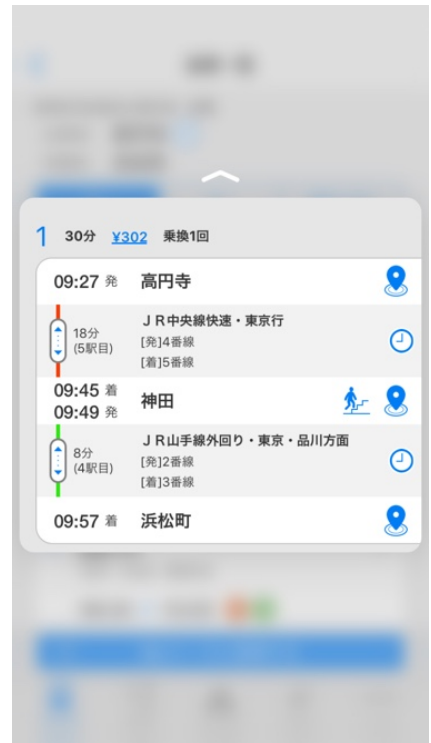 1 30分 ¥302 乗換1回
09:27 発 高円寺
18分
(5駅目)
ＪＲ中央線快速・東京行
[発]4番線
[着]5番線
09:45 着
09:49 発
神田
8分
(4駅目)
ＪＲ山手線外回り・東京・品川方面
[発]2番線
[着]3番線
09:57 着 浜松町